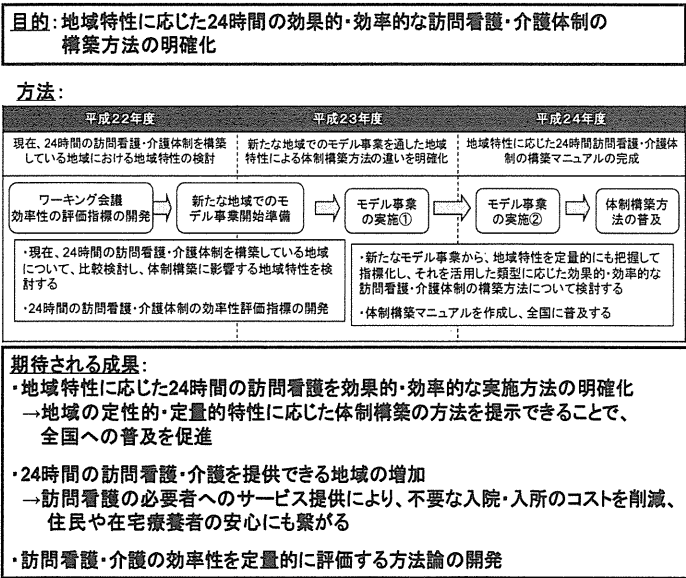 目的:地域特性に応じた24時間の効果的・効率的な訪問看護・介護体制の
構築方法の明確化
方法:
平成22年度
平成23年度
平成24年度
現在、24時間の訪問看護・介護体制を構築
している地域における地域特性の検討
新たな地域でのモデル事業を通した地域
特性による体制構築方法の違いを明確化
地域特性に応じた24時間訪問看護・介護体
制の構築マニュアルの完成
ワーキング会議
効率性の評価指標の開発
新たな地域でのモ
デル事業開始準備
モデル事業
の実施①
モデル事業
の実施②
体制構築方
法の普及
・現在、24時間の訪問看護・介護体制を構築している地域
について、比較検討し、体制構築に影響する地域特性を検
討する
・24時間の訪問看護・介護体制の効率性評価指標の開発
・新たなモデル事業から、地域特性を定量的にも把握して
指標化し、それを活用した類型に応じた効果的・効率的な
訪問看護・介護体制の構築方法について検討する
・体制構築マニュアルを作成し、全国に普及する
期待される成果:
・地域特性に応じた24時間の訪問看護を効果的・効率的な実施方法の明確化
→地域の定性的・定量的特性に応じた体制構築の方法を提示できることで、
全国への普及を促進
・24時間の訪問看護・介護を提供できる地域の増加
→訪問看護の必要者へのサービス提供により、不要な入院・入所のコストを削減、
住民や在宅療養者の安心にも繋がる
・訪問看護・介護の効率性を定量的に評価する方法論の開発